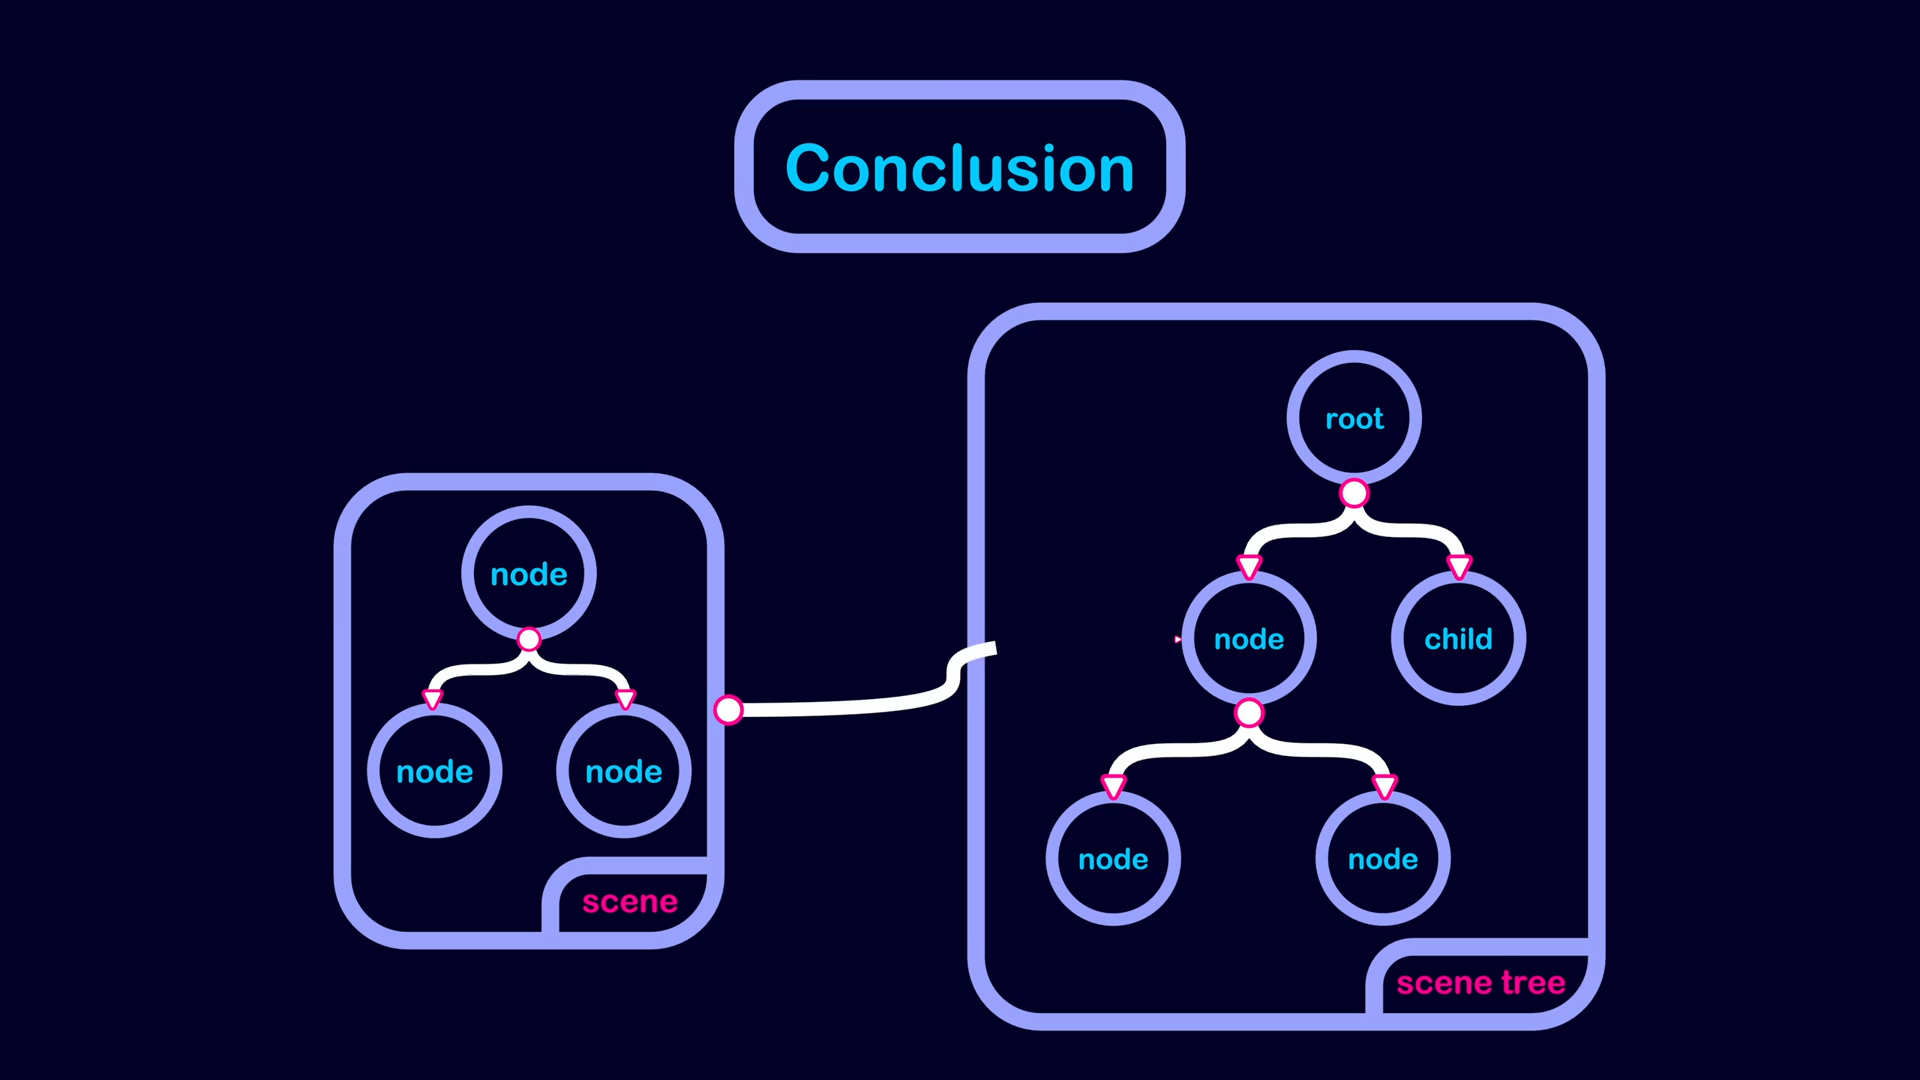 Conclusion
node
node
node
scene
root
node
child
node
node
scene tree